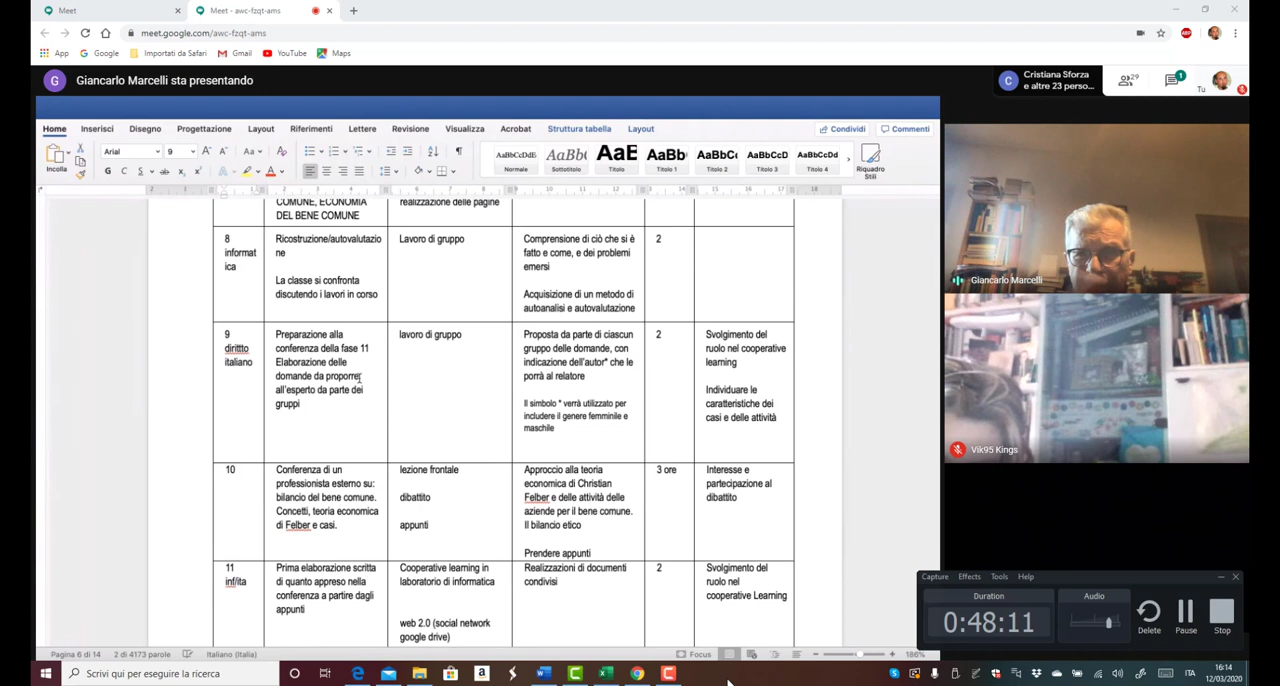 Meet
Meet - awc-fzqt-ams
meet.google.com/awc-fzqt-ams
App
Google
Importati da Safari
Gmail
YouTube
Maps
G
Giancarlo Marcelli sta presentando
C
Cristiana Sforza
e altre 23 perso...
29
1
Tu
Home
Inserisci
Disegno
Progettazione
Layout
Riferimenti
Lettere
Revisione
Visualizza
Acrobat
Struttura tabella
Layout
Condividi
Commenti
Incolla
Arial
9
G
C
S
AaBbCcDdE
Normale
AaBbC
Sottotitolo
AaE
Titolo
AaBb(
Titolo 1
AaBbC
Titolo 2
AaBbCcD
Titolo 3
AaBbCcDd
Titolo 4
Riquadro
Stili
COMUNE, ECONOMIA
DEL BENE COMUNE
realizzazione delle pagine
8
informat
ica
Ricostruzione/autovalutazio
ne
La classe si confronta
discutendo i lavori in corso
Lavoro di gruppo
Comprensione di ciò che si è
fatto e come, e dei problemi
emersi
Acquisizione di un metodo di
autoanalisi e autovalutazione
2
9
dirittto
italiano
Preparazione alla
conferenza della fase 11
Elaborazione delle
domande da proporre
all'esperto da parte dei
gruppi
lavoro di gruppo
Proposta da parte di ciascun
gruppo delle domande, con
indicazione dell'autor* che le
porrà al relatore
Il simbolo * verrà utilizzato per
includere il genere femminile e
maschile
2
Svolgimento del
ruolo nel cooperative
learning
Individuare le
caratteristiche dei
casi e delle attività
10
Conferenza di un
professionista esterno su:
bilancio del bene comune.
Concetti, teoria economica
di Felber e casi.
lezione frontale
dibattito
appunti
Approccio alla teoria
economica di Christian
Felber e delle attività delle
aziende per il bene comune.
Il bilancio etico
Prendere appunti
3 ore
Interesse e
partecipazione al
dibattito
11
inf/ita
Prima elaborazione scritta
di quanto appreso nella
conferenza a partire dagli
appunti
Cooperative learning in
laboratorio di informatica
web 2.0 (social network
google drive)
Realizzazioni di documenti
condivisi
2
Svolgimento del
ruolo nel
cooperative Learning
Pagina 6 di 14
2 di 4173 parole
Italiano (Italia)
Focus
186%
Giancarlo Marcelli
Vik95 Kings
Capture
Effects
Tools
Help
Duration
0:48:11
Audio
Delete
Pause
Stop
Scrivi qui per eseguire la ricerca
ITA
16:14
12/03/2020